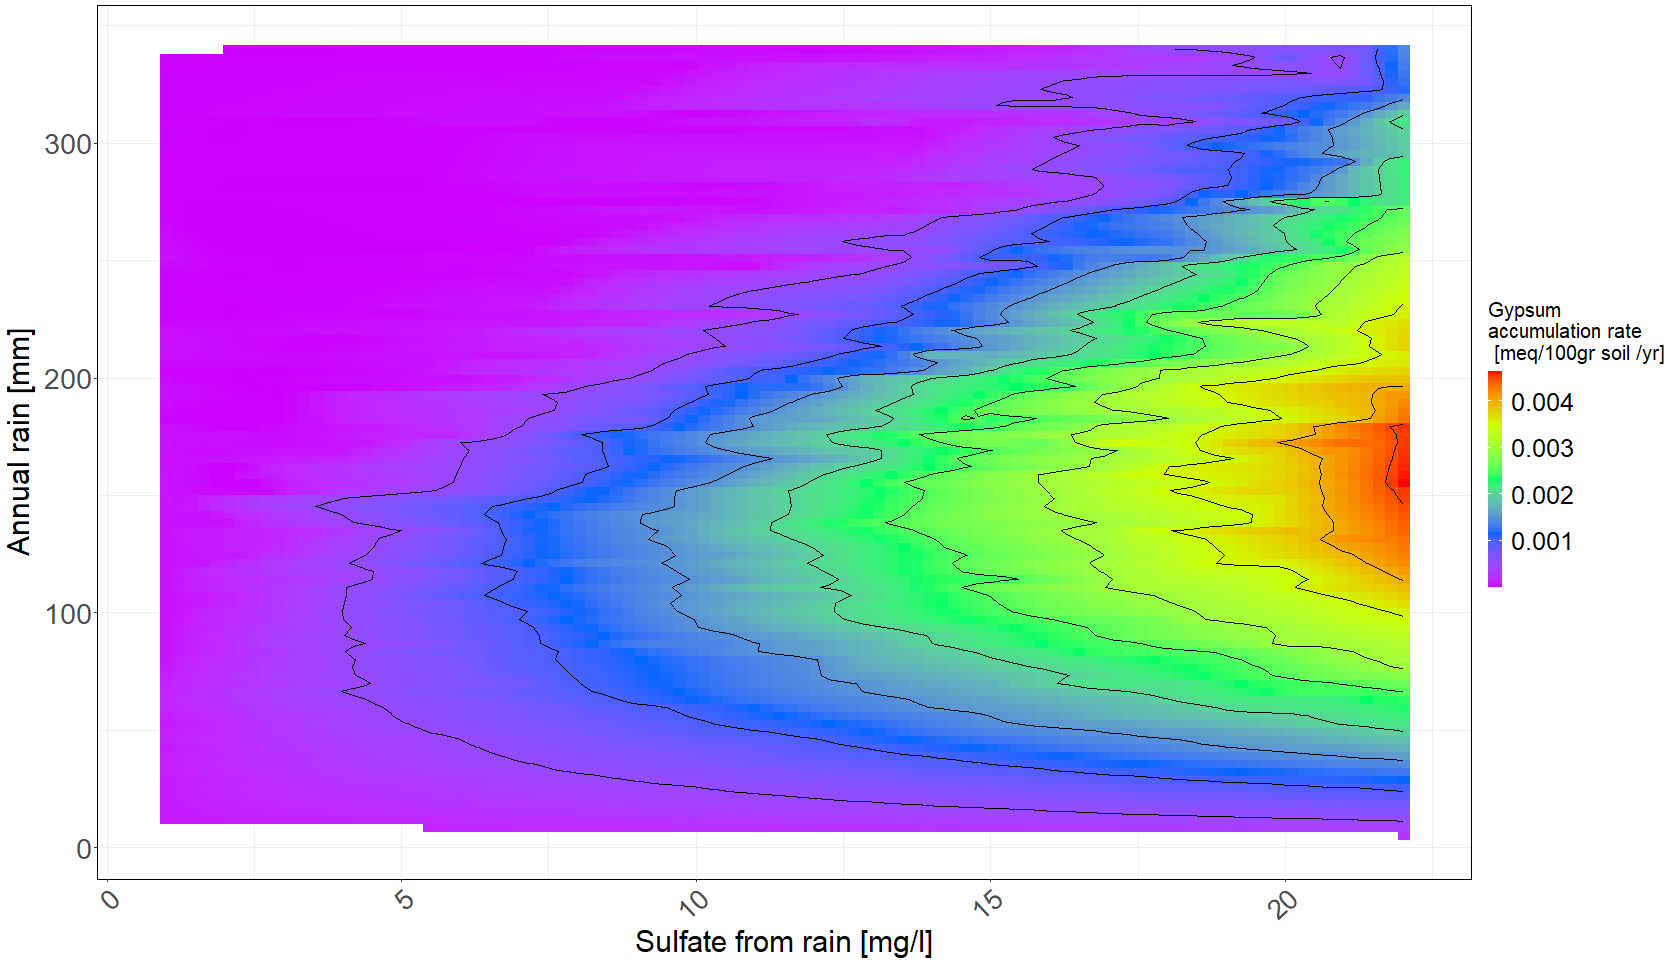 300
200
100
0
Annual rain [mm]
0
5
10
15
20
Sulfate from rain [mg/l]
Gypsum
accumulation rate
[meq/100gr soil /yr]
0.004
0.003
0.002
0.001